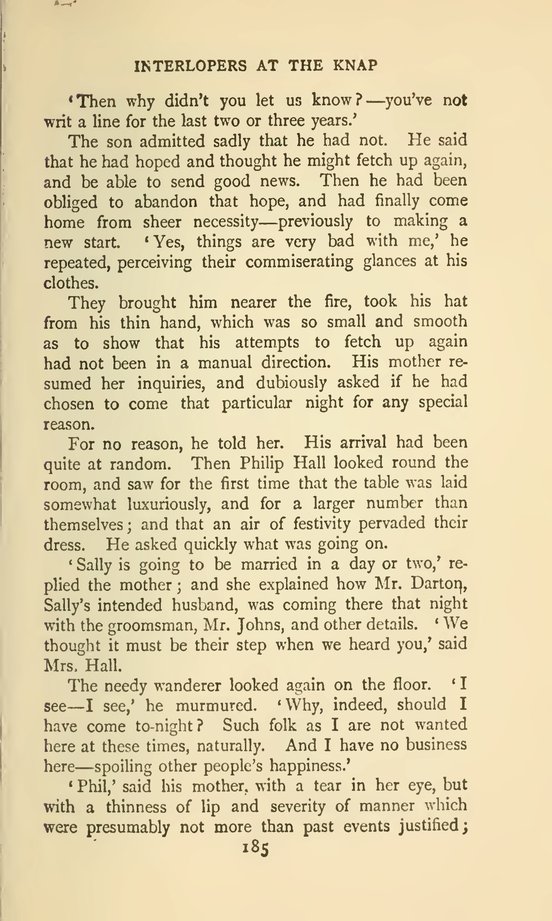 INTERLOPERS AT THE KNAP
‘Then why didn't you let us know?—you've not
writ a line for the last two or three years.’
The son admitted sadly that he had not. He said
that he had hoped and thought he might fetch up again,
and be able to send good news. Then he had been
obliged to abandon that hope, and had finally come
home from sheer necessity—previously to making a
new start. ‘Yes, things are very bad with me,’ he
repeated, perceiving their commiserating glances at his
clothes.
They brought him nearer the fire, took his hat
from his thin hand, which was so small and smooth
as to show that his attempts to fetch up again
had not been in a manual direction. His mother re-
sumed her inquiries, and dubiously asked if he had
chosen to come that particular night for any special
reason.
For no reason, he told her. His arrival had been
quite at random. Then Philip Hall looked round the
room, and saw for the first time that the table was laid
somewhat luxuriously, and for a larger number than
themselves; and that an air of festivity pervaded their
dress. He asked quickly what was going on.
‘Sally is going to be married in a day or two,’ re-
plied the mother; and she explained how Mr. Darton,
Sally's intended husband, was coming there that night
with the groomsman, Mr. Johns, and other details. ‘We
thought it must be their step when we heard you,’ said
Mrs. Hall.
The needy wanderer looked again on the floor. ‘I
see—I see,’ he murmured. ‘Why, indeed, should I
have come to-night? Such folk as I are not wanted
here at these times, naturally. And I have no business
here—spoiling other people's happiness.’
‘Phil,’ said his mother, with a tear in her eye, but
with a thinness of lip and severity of manner which
were presumably not more than past events justified;
185